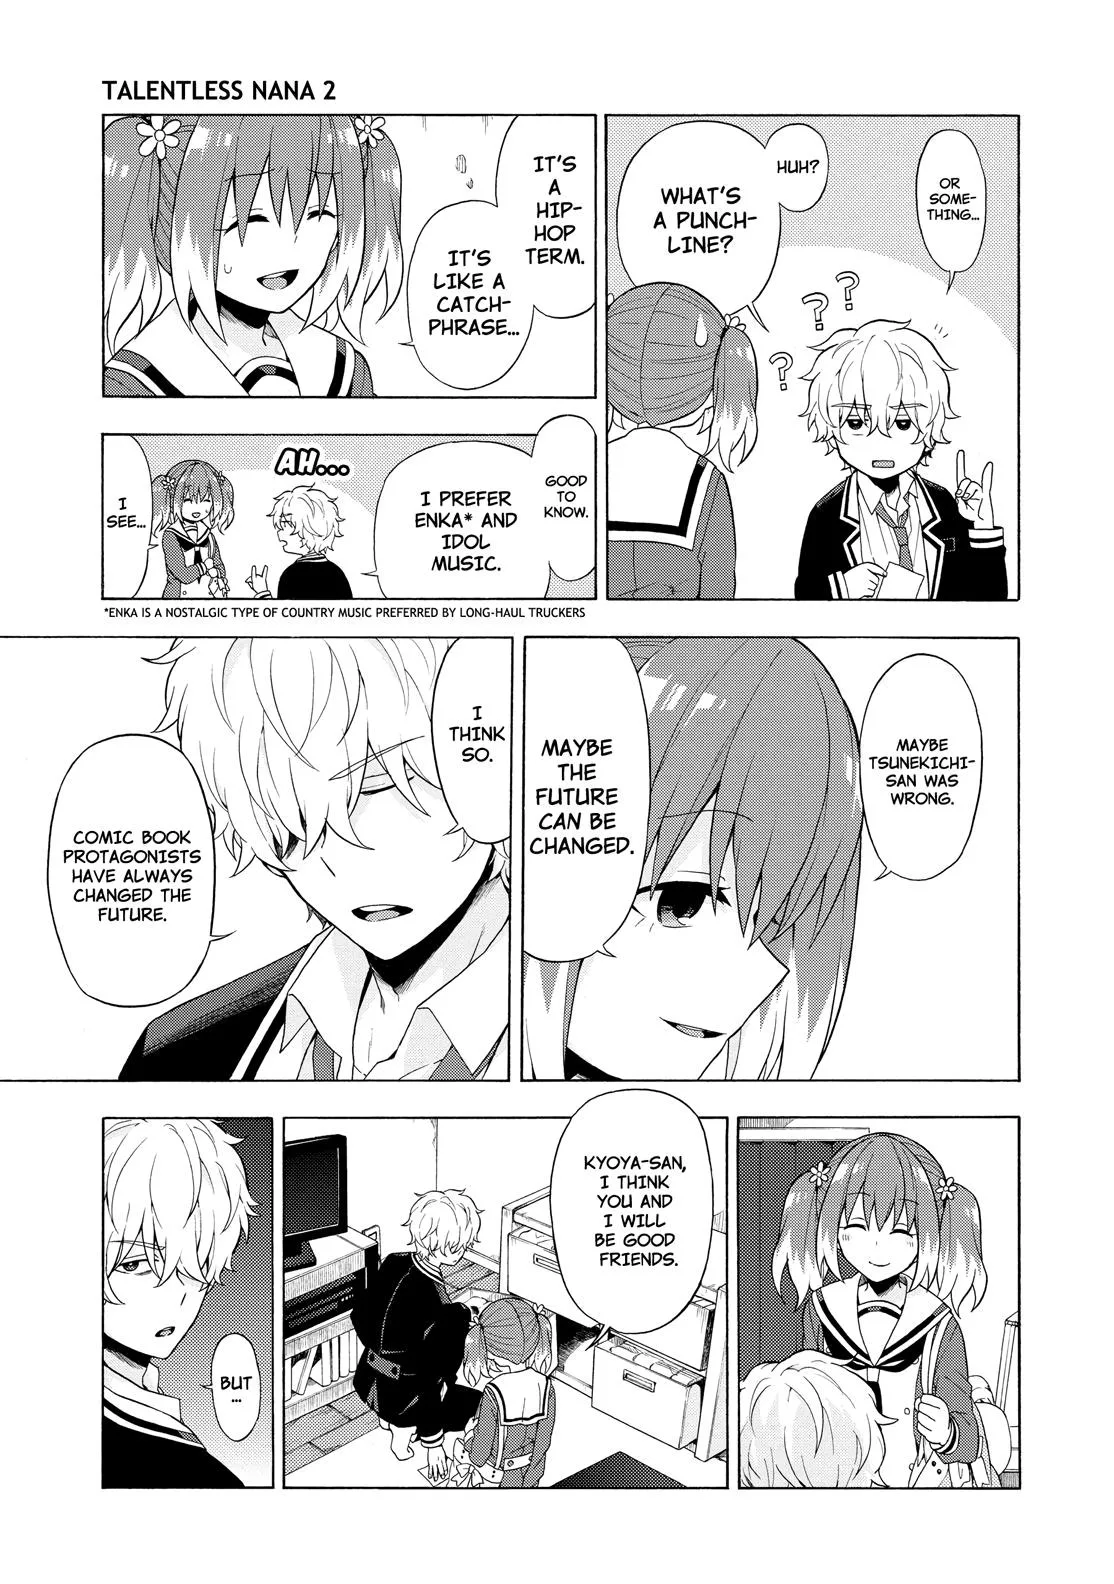 TALENTLESS NANA 2
OR
SOME-
THING...
HUH?
WHAT'S
A PUNCH-
LINE?
IT'S
A
HIP-
HOP
TERM.
IT'S
LIKE A
CATCH-
PHRASE...
GOOD
TO
KNOW.
I PREFER
ENKA* AND
IDOL
MUSIC.
AH...
I
SEE...
*ENKA IS A NOSTALGIC TYPE OF COUNTRY MUSIC PREFERRED BY LONG-HAUL TRUCKERS
MAYBE
TSUNEKICHI-
SAN WAS
WRONG.
MAYBE
THE
FUTURE
CAN BE
CHANGED.
I
THINK
SO.
COMIC BOOK
PROTAGONISTS
HAVE ALWAYS
CHANGED THE
FUTURE.
KYOYA-SAN,
I THINK
YOU AND
I WILL
BE GOOD
FRIENDS.
BUT
...